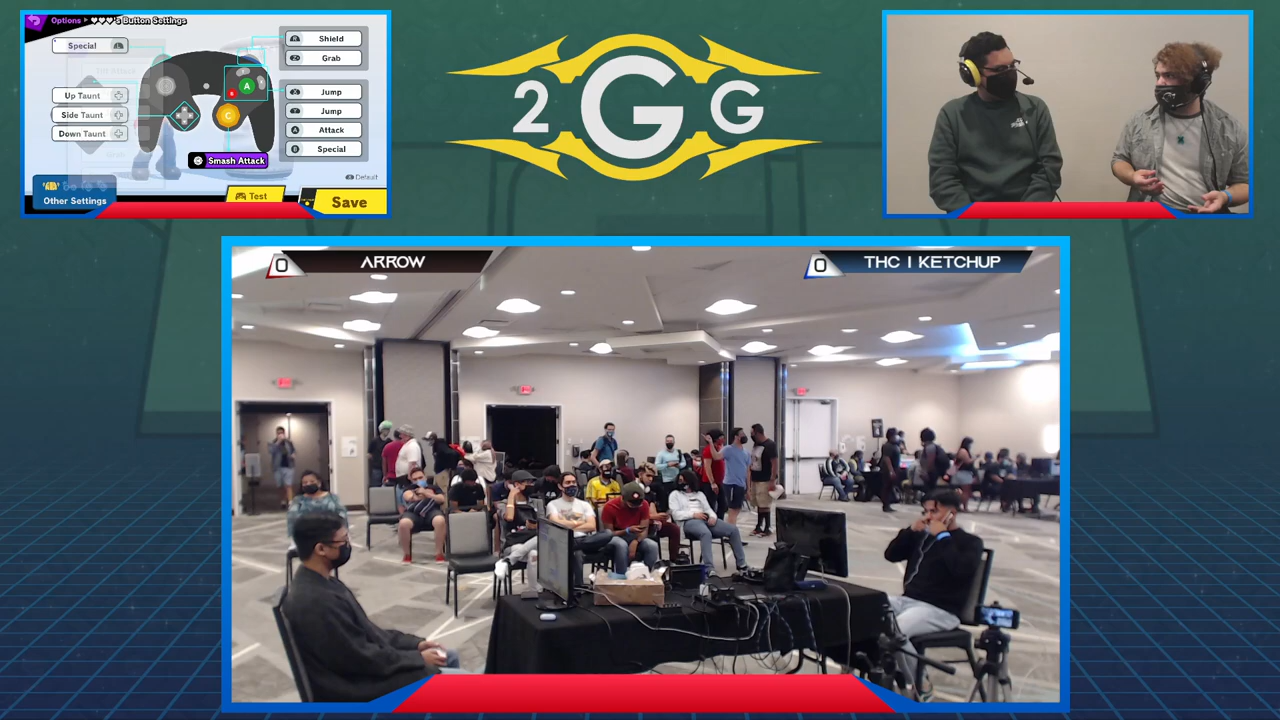 Options ▸ ♥♥♥'s Button Settings
Special
Shield
Grab
Up Taunt
Side Taunt
Down Taunt
Jump
Jump
Attack
Special
A
C
Smash Attack
Default
Other Settings
Test
Save
2GG
0 ARROW
0 THC | KETCHUP